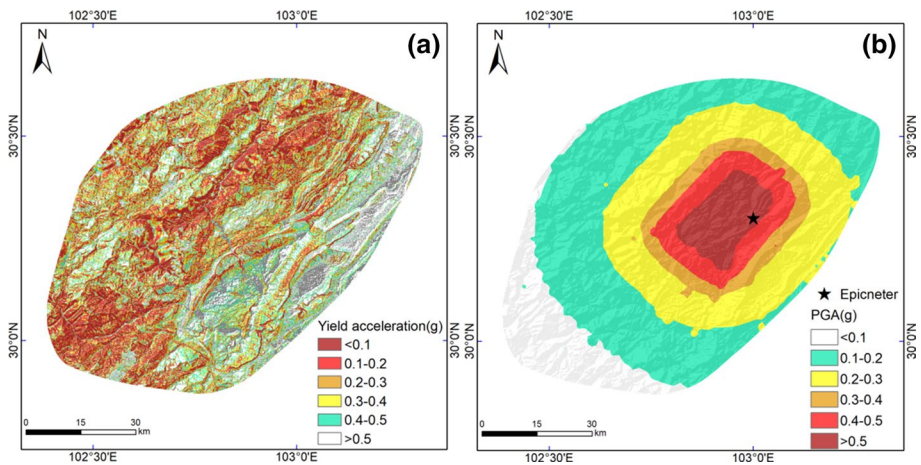 102°30'E 103°0'E
N
(a)
30°30'N
30°0'N
Yield acceleration(g)
<0.1
0.1-0.2
0.2-0.3
0.3-0.4
0.4-0.5
>0.5
0 15 30
km
102°30'E 103°0'E
102°30'E 103°0'E
N
(b)
30°30'N 30°30'N
30°0'N 30°0'N
Epicneter
PGA(g)
<0.1
0.1-0.2
0.2-0.3
0.3-0.4
0.4-0.5
>0.5
0 15 30
km
102°30'E 103°0'E